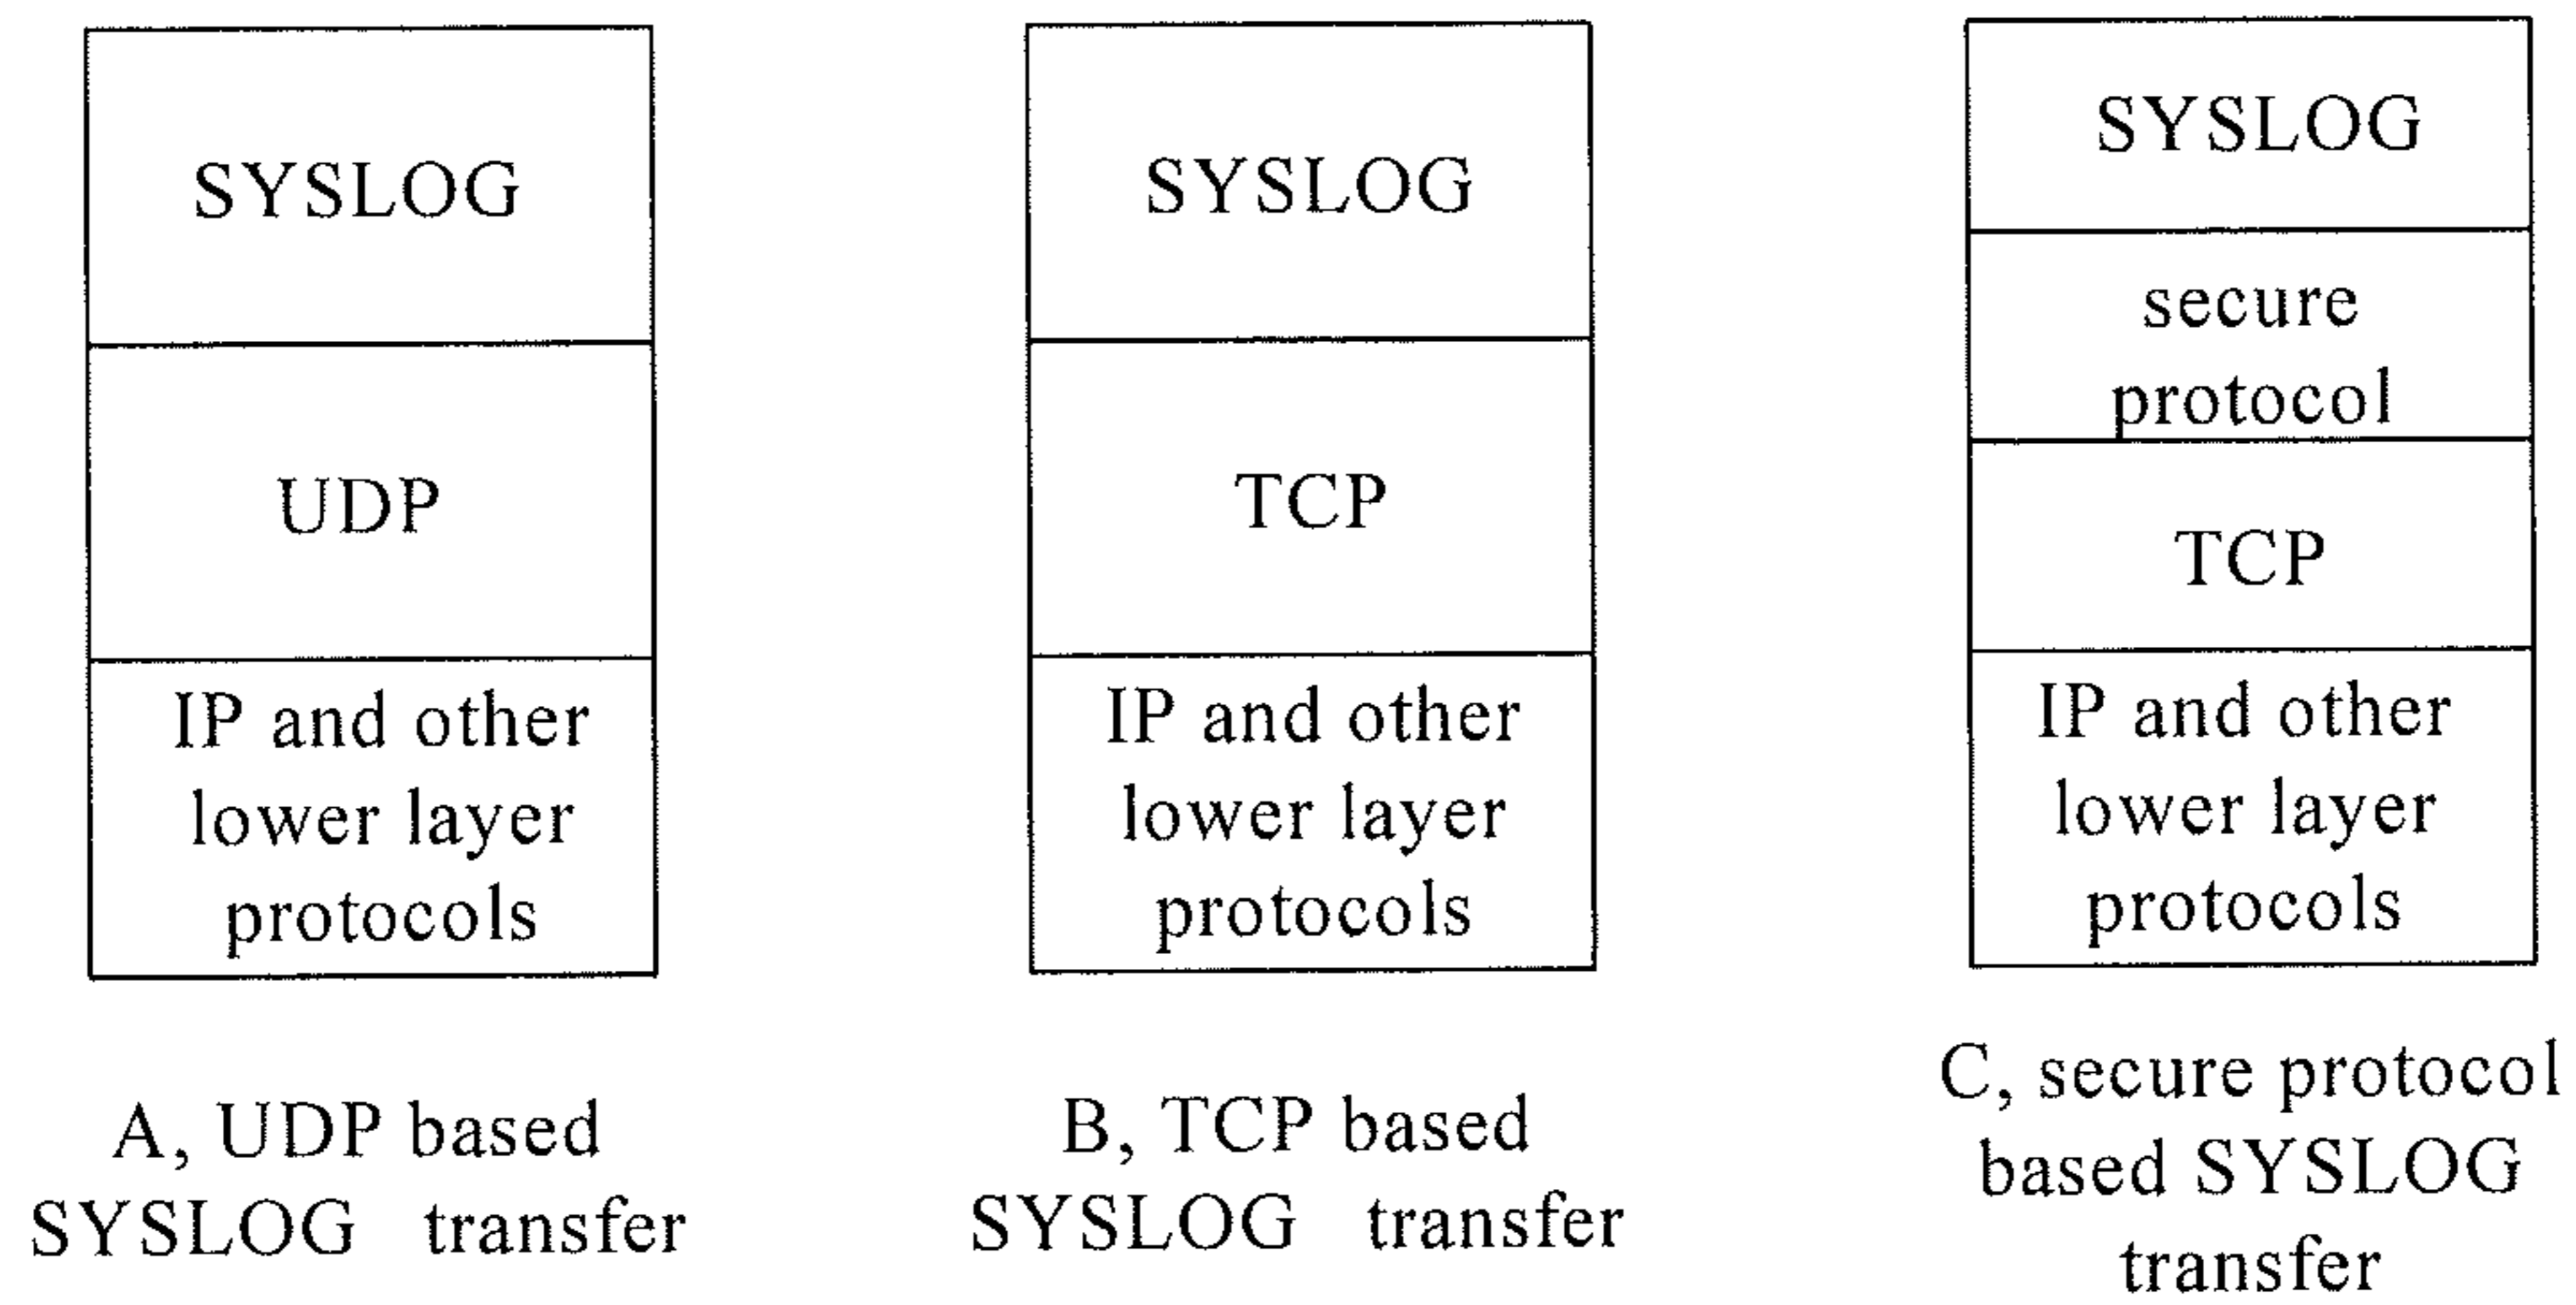 SYSLOG
UDP
IP and other
lower layer
protocols
A, UDP based
SYSLOG transfer
SYSLOG
TCP
IP and other
lower layer
protocols
B, TCP based
SYSLOG transfer
SYSLOG
secure
protocol
TCP
IP and other
lower layer
protocols
C, secure protocol
based SYSLOG
transfer